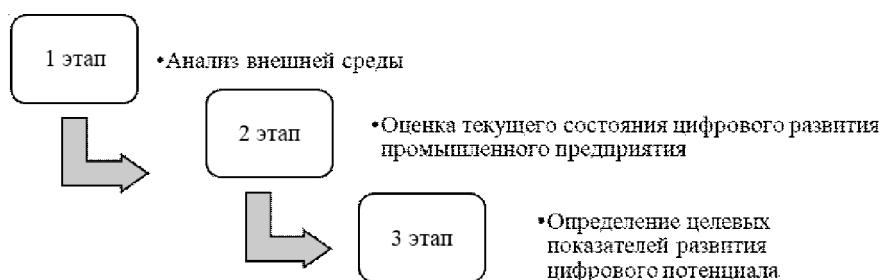 1 этап
•Анализ внешней среды
2 этап
•Оценка текущего состояния цифрового развития
промышленного предприятия
3 этап
•Определение целевых
показателей развития
цифрового потенциала